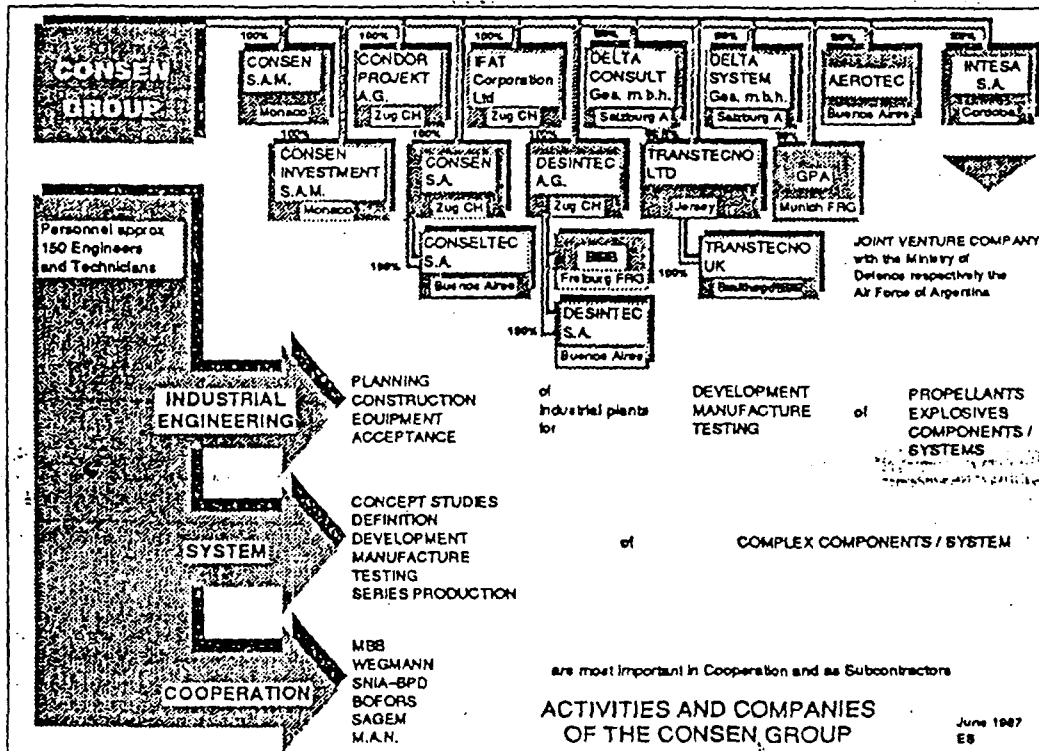 CONSEN
GROUP
100%
CONSEN
S.A.M.
Monaco
100%
CONDOR
PROJEKT
A.G.
Zug CH
100%
IFAT
Corporation
Ltd
Zug CH
DELTA
CONSULT
Ges. m.b.h.
Salzburg A
DELTA
SYSTEM
Ges. m.b.h.
Salzburg A
AEROTEC
Buenos Aires
INTESA
S.A.
Cordoba
100%
CONSEN
INVESTMENT
S.A.M.
Monaco
100%
CONSEN
S.A.
Zug CH
DESINTEC
A.G.
Zug CH
TRANSTECNO
LTD
Jersey
GPA
Munich FRG
Personnel approx
150 Engineers
and Technicians
100%
CONSELTEC
S.A.
Buenos Aires
Freiburg FRG
100%
TRANSTECNO
UK
JOINT VENTURE COMPANY
with the Ministry of
Defence respectively the
Air Force of Argentina
100%
DESINTEC
S.A.
Buenos Aires
INDUSTRIAL
ENGINEERING
PLANNING
CONSTRUCTION
EQUIPMENT
ACCEPTANCE
of
Industrial plants
for
DEVELOPMENT
MANUFACTURE
TESTING
of
PROPELLANTS
EXPLOSIVES
COMPONENTS /
SYSTEMS
SYSTEM
CONCEPT STUDIES
DEFINITION
DEVELOPMENT
MANUFACTURE
TESTING
SERIES PRODUCTION
of
COMPLEX COMPONENTS / SYSTEM
COOPERATION
MBB
WEGMANN
SNIA-BPD
BOFORS
SAGEM
M.A.N.
are most important in Cooperation and as Subcontractors
ACTIVITIES AND COMPANIES
OF THE CONSEN GROUP
June 1987
ES